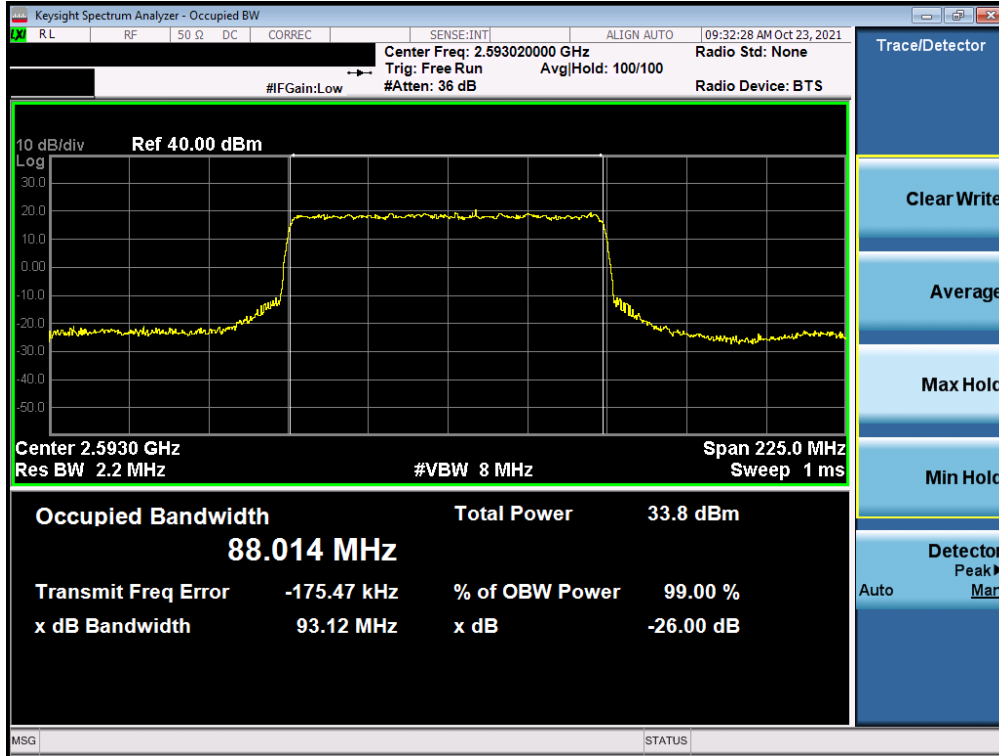 Keysight Spectrum Analyzer - Occupied BW
LXI RL RF 50 Ω DC CORREC SENSE:INT ALIGN AUTO 09:32:28 AM Oct 23, 2021
Center Freq: 2.593020000 GHz Radio Std: None
Trig: Free Run Avg|Hold: 100/100
#IFGain:Low #Atten: 36 dB Radio Device: BTS
10 dB/div Ref 40.00 dBm
Log
30.0
20.0
10.0
0.00
-10.0
-20.0
-30.0
-40.0
-50.0
Center 2.5930 GHz Span 225.0 MHz
Res BW 2.2 MHz #VBW 8 MHz Sweep 1 ms
Occupied Bandwidth Total Power 33.8 dBm
88.014 MHz
Transmit Freq Error -175.47 kHz % of OBW Power 99.00 %
x dB Bandwidth 93.12 MHz x dB -26.00 dB
MSG STATUS
Trace/Detector
Clear Write
Average
Max Hold
Min Hold
Detector
Peak▶
Auto Man